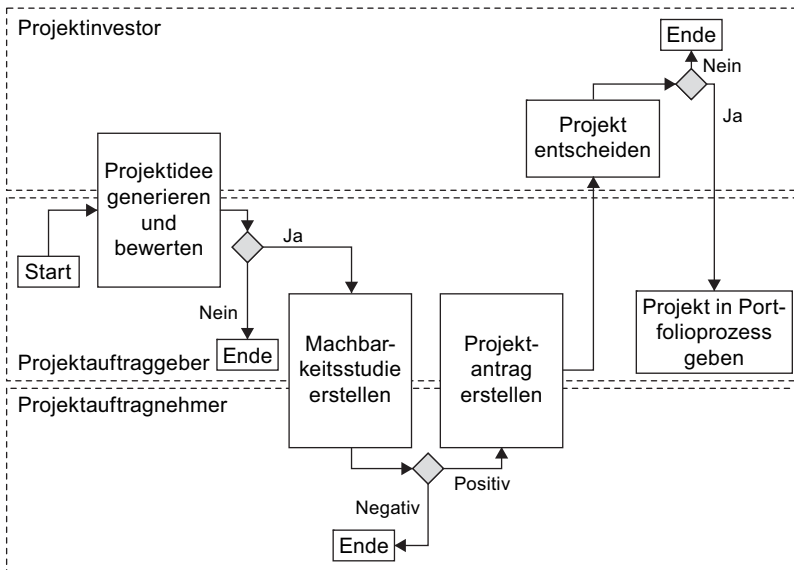 Projektinvestor
Ende
Nein
Ja
Projekt
entscheiden
Projektidee
generieren
und
bewerten
Start
Ja
Nein
Ende
Projektauftraggeber
Machbar-
keitsstudie
erstellen
Projekt-
antrag
erstellen
Projekt in Port-
folioprozess
geben
Projektauftragnehmer
Positiv
Negativ
Ende